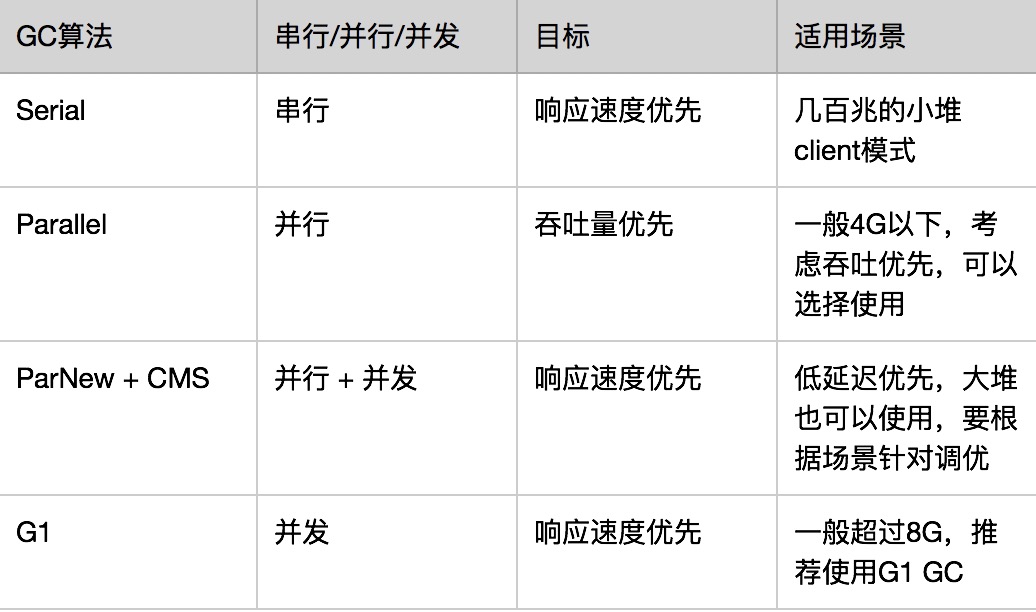 GC算法 串行/并行/并发 目标 适用场景
Serial 串行 响应速度优先 几百兆的小堆
client模式
Parallel 并行 吞吐量优先 一般4G以下，考
虑吞吐优先，可以
选择使用
ParNew + CMS 并行 + 并发 响应速度优先 低延迟优先，大堆
也可以使用，要根
据场景针对调优
G1 并发 响应速度优先 一般超过8G，推
荐使用G1 GC